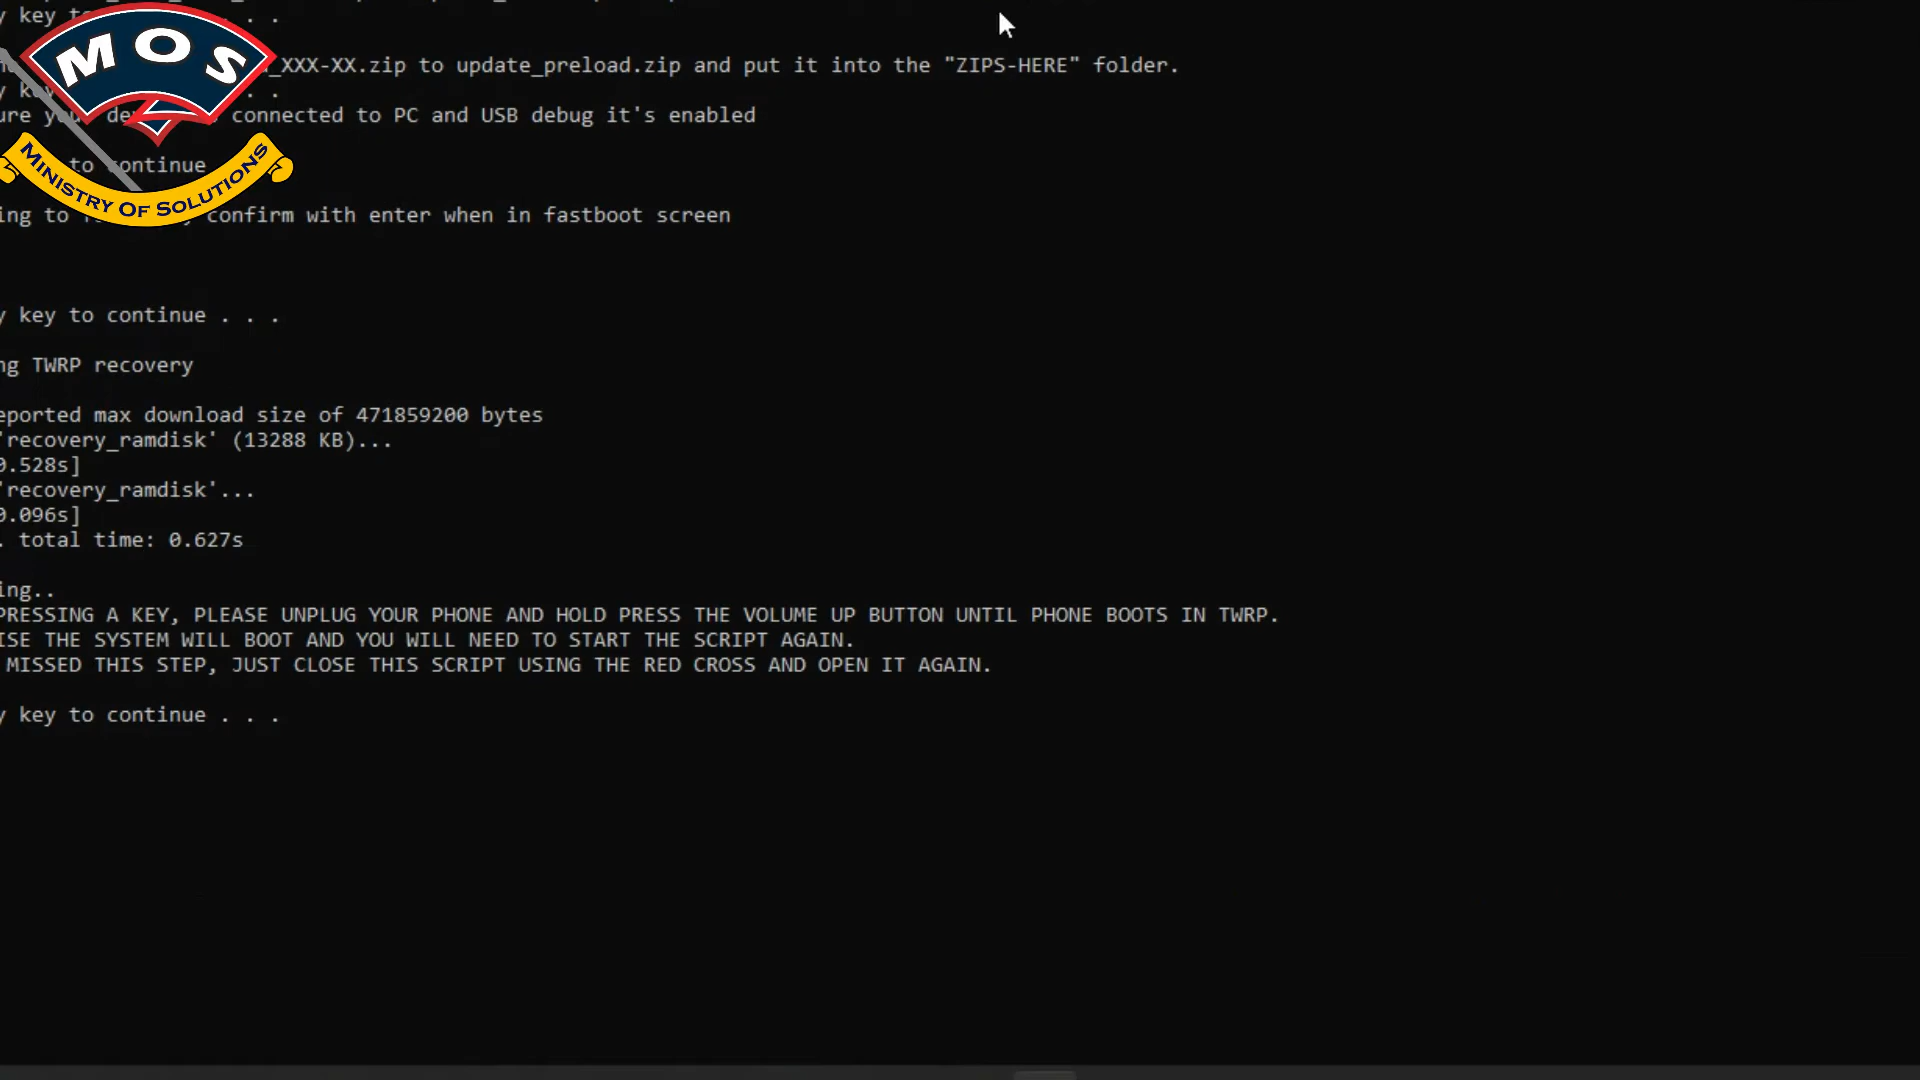 y key to . . .
_XXX-XX.zip to update_preload.zip and put it into the "ZIPS-HERE" folder.
. .
connected to PC and USB debug it's enabled
to continue
ing to confirm with enter when in fastboot screen
MOS
MINISTRY OF SOLUTIONS
y key to continue . . .
ng TWRP recovery
eported max download size of 471859200 bytes
'recovery_ramdisk' (13288 KB)...
0.528s]
'recovery_ramdisk'...
0.096s]
. total time: 0.627s
ing..
PRESSING A KEY, PLEASE UNPLUG YOUR PHONE AND HOLD PRESS THE VOLUME UP BUTTON UNTIL PHONE BOOTS IN TWRP.
ISE THE SYSTEM WILL BOOT AND YOU WILL NEED TO START THE SCRIPT AGAIN.
MISSED THIS STEP, JUST CLOSE THIS SCRIPT USING THE RED CROSS AND OPEN IT AGAIN.
y key to continue . . .